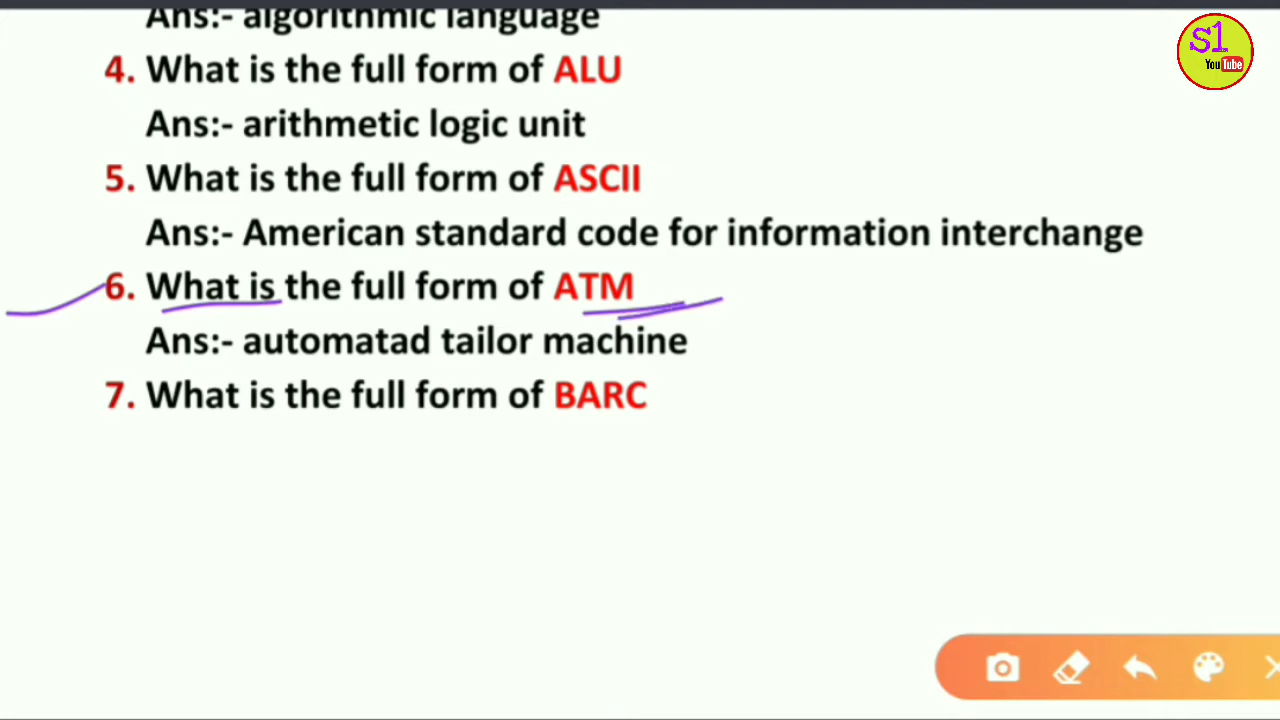 Ans:- algorithmic language
4. What is the full form of ALU
Ans:- arithmetic logic unit
5. What is the full form of ASCII
Ans:- American standard code for information interchange
6. What is the full form of ATM
Ans:- automatad tailor machine
7. What is the full form of BARC
S1
YouTube